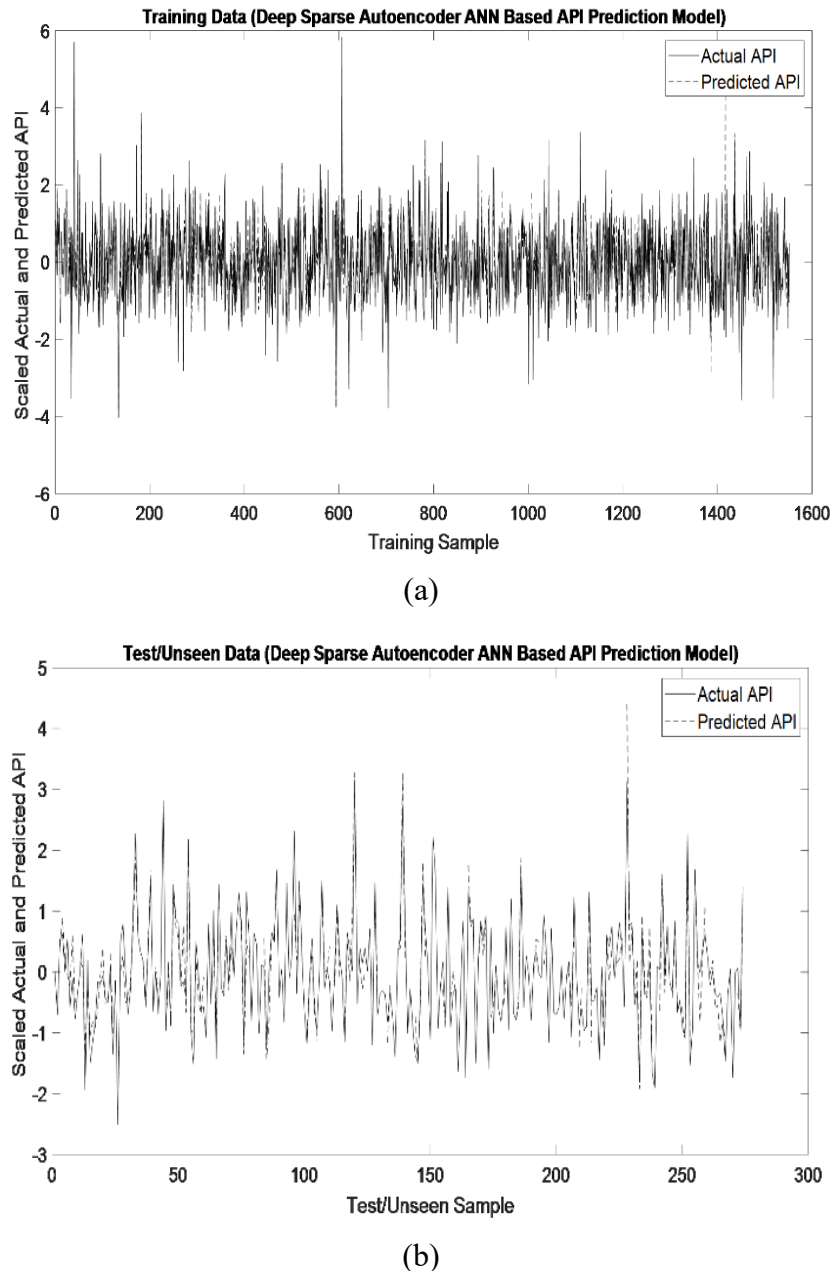 Training Data (Deep Sparse Autoencoder ANN Based API Prediction Model)
6
4
2
0
-2
-4
-6
Scaled Actual and Predicted API
Actual API
Predicted API
0 200 400 600 800 1000 1200 1400 1600
Training Sample
(a)
Test/Unseen Data (Deep Sparse Autoencoder ANN Based API Prediction Model)
5
4
3
2
1
0
-1
-2
-3
Scaled Actual and Predicted API
Actual API
Predicted API
0 50 100 150 200 250 300
Test/Unseen Sample
(b)